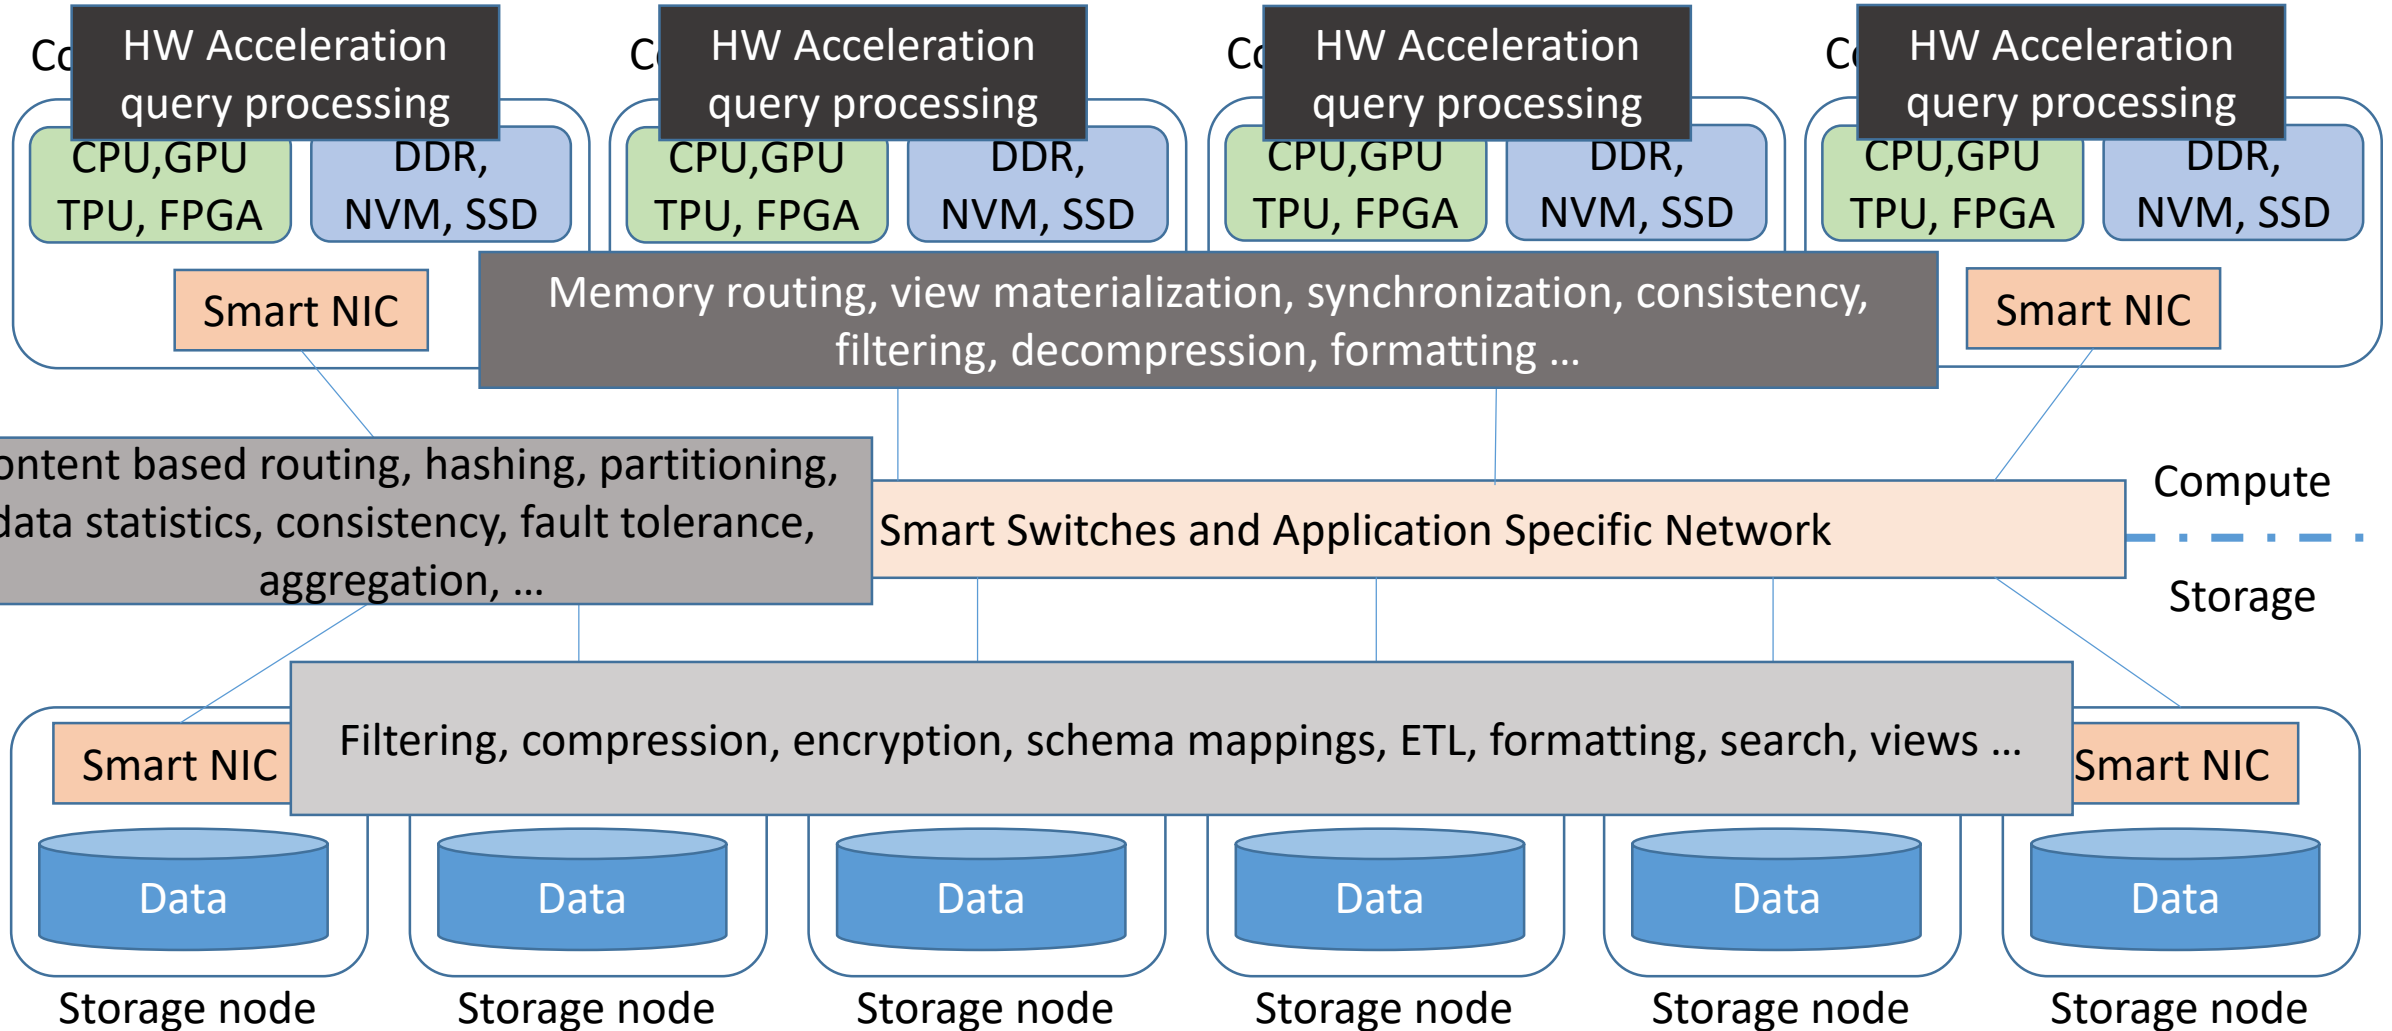 HW Acceleration
query processing
HW Acceleration
query processing
HW Acceleration
query processing
HW Acceleration
query processing
CPU,GPU
TPU, FPGA
DDR,
NVM, SSD
CPU,GPU
TPU, FPGA
DDR,
NVM, SSD
CPU,GPU
TPU, FPGA
DDR,
NVM, SSD
CPU,GPU
TPU, FPGA
DDR,
NVM, SSD
Smart NIC
Memory routing, view materialization, synchronization, consistency,
filtering, decompression, formatting ...
Smart NIC
ontent based routing, hashing, partitioning,
data statistics, consistency, fault tolerance,
aggregation, ...
Smart Switches and Application Specific Network
Compute
Storage
Smart NIC
Filtering, compression, encryption, schema mappings, ETL, formatting, search, views ...
Smart NIC
Data
Data
Data
Data
Data
Data
Storage node
Storage node
Storage node
Storage node
Storage node
Storage node